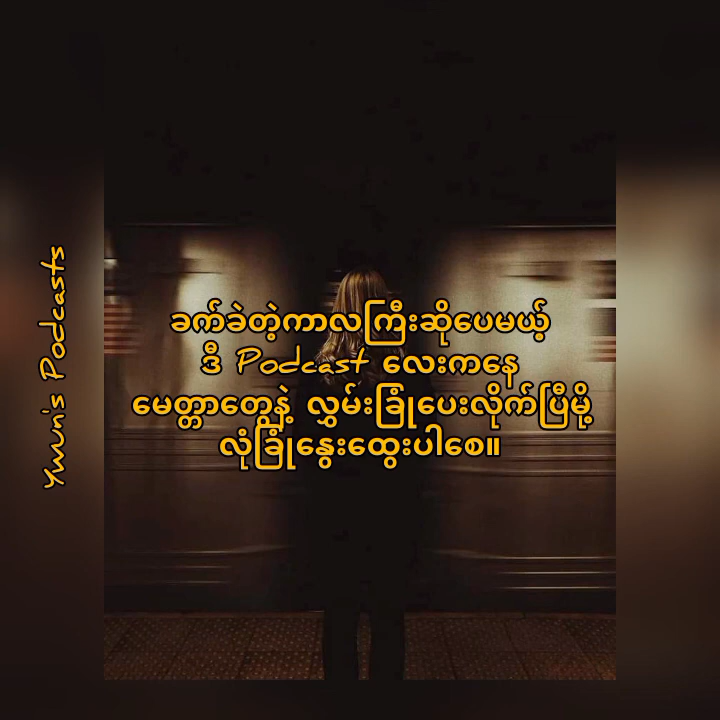 Ywun's Podcasts
ခက်ခဲတဲ့ကာလကြီးဆိုပေမယ့်
ဒီ Podcast လေးကနေ
မေတ္တာတွေနဲ့ လွှမ်းခြုံပေးလိုက်ပြီမို့
လုံခြုံနွေးထွေးပါစေ။